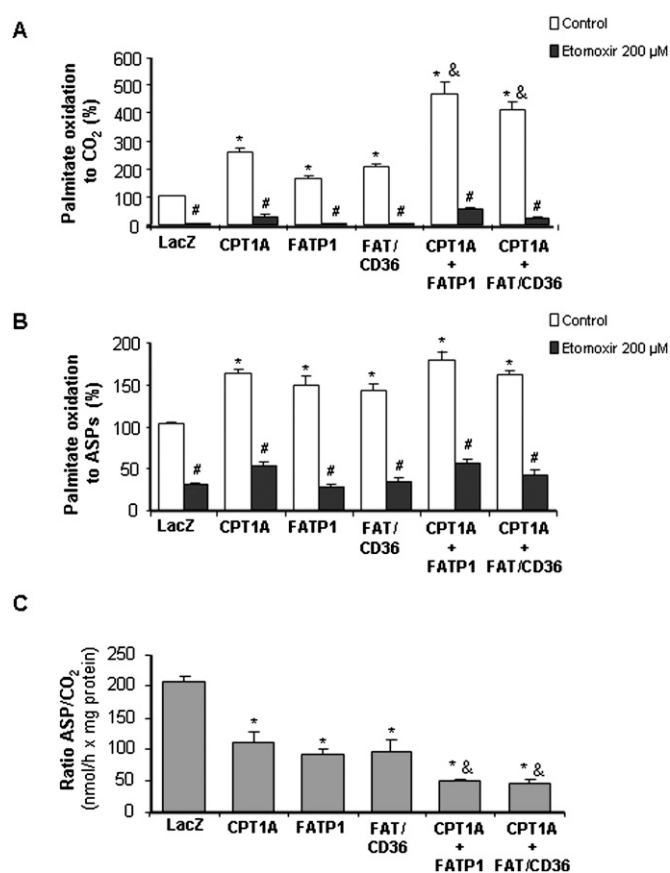 A
Control
Etomoxir 200 µM
Palmitate oxidation
to CO2 (%)
600
500
400
300
200
100
0
* # * # * # * # * & # * & #
LacZ CPT1A FATP1 FAT/ CPT1A CPT1A
CD36 + +
FATP1 FAT/CD36
B
Control
Etomoxir 200 µM
Palmitate oxidation
to ASPs (%)
200
150
100
50
0
# * # * # * # * # * #
LacZ CPT1A FATP1 FAT/ CPT1A CPT1A
CD36 + +
FATP1 FAT/CD36
C
Ratio ASP/CO2
(nmol/h x mg protein)
250
200
150
100
50
0
* * * * & * &
LacZ CPT1A FATP1 FAT/ CPT1A CPT1A
CD36 + +
FATP1 FAT/CD36